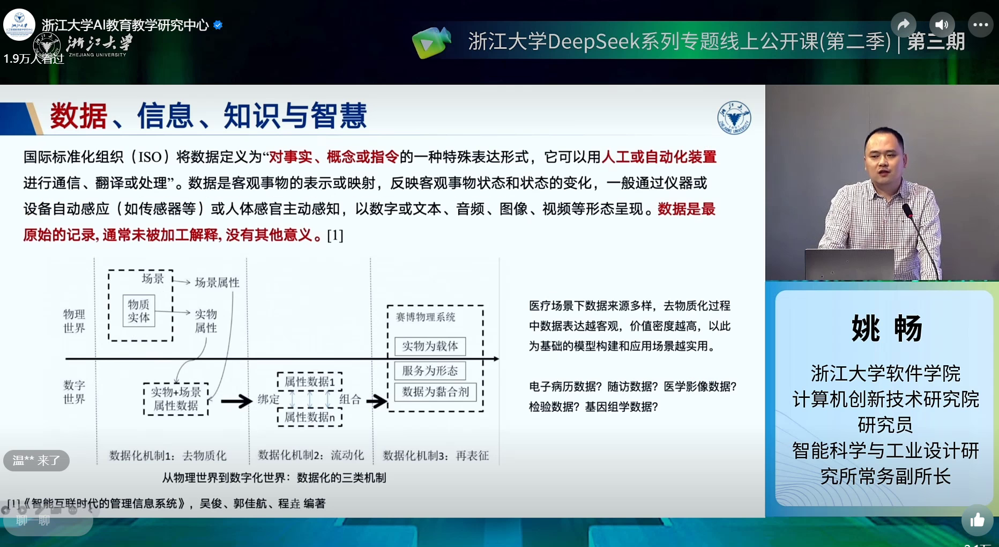 浙江大学AI教育教学研究中心
浙江大学
ZHEJIANG UNIVERSITY
1.9万人看过
浙江大学DeepSeek系列专题线上公开课(第二季) | 第三期
数据、信息、知识与智慧
国际标准化组织（ISO）将数据定义为“对事实、概念或指令的一种特殊表达形式，它可以用人工或自动化装置
进行通信、翻译或处理”。数据是客观事物的表示或映射，反映客观事物状态和状态的变化，一般通过仪器或
设备自动感应（如传感器等）或人体感官主动感知，以数字或文本、音频、图像、视频等形态呈现。数据是最
原始的记录, 通常未被加工解释, 没有其他意义。[1]
场景
场景属性
物质
实体
实物
属性
物理
世界
数字
世界
实物+场景
属性数据
属性数据1
绑定
组合
属性数据n
赛博物理系统
实物为载体
服务为形态
数据为黏合剂
数据化机制1：去物质化
数据化机制2：流动化
数据化机制3：再表征
从物理世界到数字化世界：数据化的三类机制
医疗场景下数据来源多样，去物质化过程
中数据表达越客观，价值密度越高，以此
为基础的模型构建和应用场景越实用。
电子病历数据？随访数据？医学影像数据？
检验数据？基因组学数据？
[1]《智能互联时代的管理信息系统》，吴俊、郭佳航、程垚 编著
温** 来了
聊一聊
姚 畅
浙江大学软件学院
计算机创新技术研究院
研究员
智能科学与工业设计研
究所常务副所长